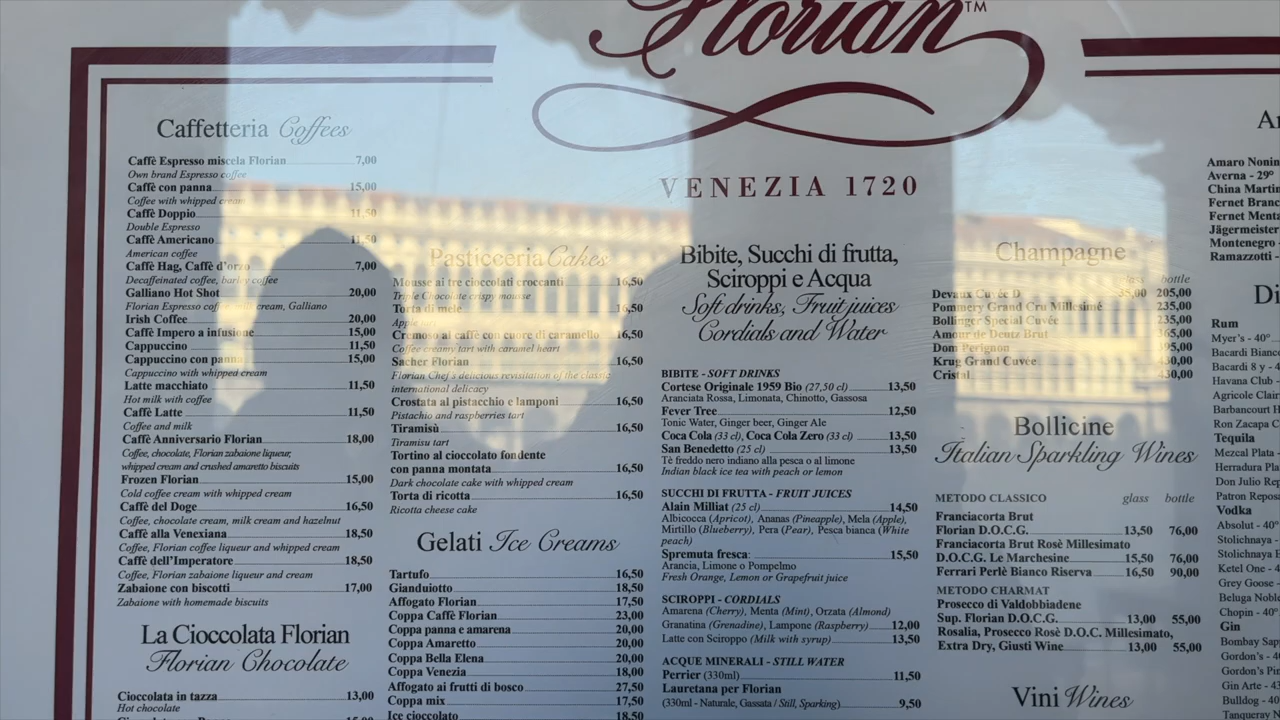 Florian™
VENEZIA 1720
Caffetteria Coffees
Caffè Espresso miscela Florian 7,00
Own brand Espresso coffee
Caffè con panna 15,00
Coffee with whipped cream
Caffè Doppio 11,50
Double Espresso
Caffè Americano 11,50
American coffee
Caffè Hag, Caffè d'orzo 7,00
Decaffeinated coffee, barley coffee
Galliano Hot Shot 20,00
Florian Espresso coffee with cream, Galliano
Irish Coffee 20,00
Caffè Impero a infusione 15,00
Cappuccino 11,50
Cappuccino con panna 15,00
Cappuccino with whipped cream
Latte macchiato 11,50
Hot milk with coffee
Caffè Latte 11,50
Coffee and milk
Caffè Anniversario Florian 18,00
Coffee, chocolate, Florian zabaione liqueur,
whipped cream and crushed amaretto biscuits
Frozen Florian 15,00
Cold coffee cream with whipped cream
Caffè del Doge 16,50
Coffee, chocolate cream, milk cream and hazelnut
Caffè alla Venexiana 18,50
Coffee, Florian coffee liqueur and whipped cream
Caffè dell'Imperatore 18,50
Coffee, Florian zabaione liqueur and cream
Zabaione con biscotti 17,00
Zabaione with homemade biscuits
La Cioccolata Florian
Florian Chocolate
Cioccolata in tazza 13,00
Hot chocolate
Pasticceria Cakes
Mousse ai tre cioccolati croccanti 16,50
Triple Chocolate crispy mousse
Torta di mele 16,50
Apple
Cremoso al caffè con cuore di caramello 16,50
Coffee creamy tart with caramel heart
Sacher Florian 16,50
Florian Chef's delicious revisitation of the classic
international delicacy
Crostata al pistacchio e lamponi 16,50
Pistachio and raspberries tart
Tiramisù 16,50
Tiramisu tart
Tortino al cioccolato fondente
con panna montata 16,50
Dark chocolate cake with whipped cream
Torta di ricotta 16,50
Ricotta cheese cake
Gelati Ice Creams
Tartufo 16,50
Gianduiotto 18,50
Affogato Florian 17,50
Coppa Caffè Florian 23,00
Coppa panna e amarena 20,00
Coppa Amaretto 20,00
Coppa Bella Elena 20,00
Coppa Venezia 18,00
Affogato ai frutti di bosco 27,50
Coppa mix 17,50
Ice cioccolato 18,50
Bibite, Succhi di frutta,
Sciroppi e Acqua
Soft drinks, Fruit juices
Cordials and Water
BIBITE - SOFT DRINKS
Cortese Originale 1959 Bio (27,50 cl) 13,50
Aranciata Rossa, Limonata, Chinotto, Gassosa
Fever Tree 12,50
Tonic Water, Ginger beer, Ginger Ale
Coca Cola (33 cl), Coca Cola Zero (33 cl) 13,50
San Benedetto (25 cl) 13,50
Tè freddo nero indiano alla pesca o al limone
Indian black ice tea with peach or lemon
SUCCHI DI FRUTTA - FRUIT JUICES
Alain Milliat (25 cl) 14,50
Albicocca (Apricot), Ananas (Pineapple), Mela (Apple),
Mirtillo (Blueberry), Pera (Pear), Pesca bianca (White
peach)
Spremuta fresca: 15,50
Arancia, Limone o Pompelmo
Fresh Orange, Lemon or Grapefruit juice
SCIROPPI - CORDIALS
Amarena (Cherry), Menta (Mint), Orzata (Almond)
Granatina (Grenadine), Lampone (Raspberry) 12,00
Latte con Sciroppo (Milk with syrup) 13,50
ACQUE MINERALI - STILL WATER
Perrier (330ml) 11,50
Lauretana per Florian
(330ml - Naturale, Gassata / Still, Sparking) 9,50
Champagne
glass bottle
Devaux Cuvée D 38,00 205,00
Pommery Grand Cru Millesimé 235,00
Bollinger Special Cuvée 235,00
Amour de Deutz Brut
Dom Perignon
Krug Grand Cuvée
Cristal
Bollicine
Italian Sparkling Wines
METODO CLASSICO glass bottle
Franciacorta Brut
Florian D.O.C.G. 13,50 76,00
Franciacorta Brut Rosè Millesimato
D.O.C.G. Le Marchesine 15,50 76,00
Ferrari Perlè Bianco Riserva 16,50 90,00
METODO CHARMAT
Prosecco di Valdobbiadene
Sup. Florian D.O.C.G. 13,00 55,00
Rosalia, Prosecco Rosè D.O.C. Millesimato,
Extra Dry, Giusti Wine 13,00 55,00
Vini Wines
Amaro Nonin
Averna - 29°
China Martin
Fernet Branc
Fernet Ment
Jägermeister
Montenegro -
Ramazzotti -
Di
Rum
Myer's - 40°
Bacardi Bianc
Bacardi 8 y - 4
Havana Club
Agricole Clair
Barbancourt H
Ron Zacapa C
Tequila
Mezcal Plata -
Herradura Pla
Don Julio Rep
Patron Reposa
Vodka
Absolut - 40°
Stolichnaya -
Stolichnaya E
Ketel One - 4
Grey Goose -
Beluga Noble
Chopin - 40°
Gin
Bombay Sap
Gordon's - 40
Gordon's Pin
Gin Arte - 43
Bulldog - 40
Tanqueray N